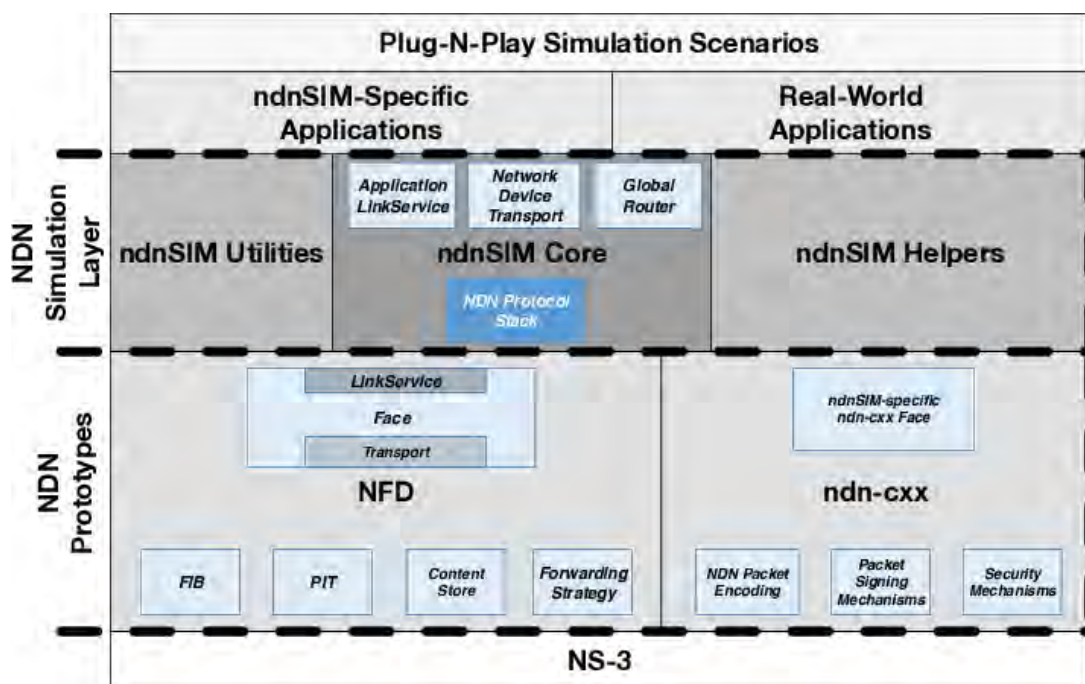 Plug-N-Play Simulation Scenarios
ndnSIM-Specific
Applications
Real-World
Applications
NDN
Simulation
Layer
ndnSIM Utilities
Application
LinkService
Network
Device
Transport
Global
Router
ndnSIM Core
NDN Protocol
Stack
ndnSIM Helpers
NDN
Prototypes
LinkService
Face
Transport
NFD
FIB
PIT
Content
Store
Forwarding
Strategy
ndnSIM-specific
ndn-cxx Face
ndn-cxx
NDN Packet
Encoding
Packet
Signing
Mechanisms
Security
Mechanisms
NS-3